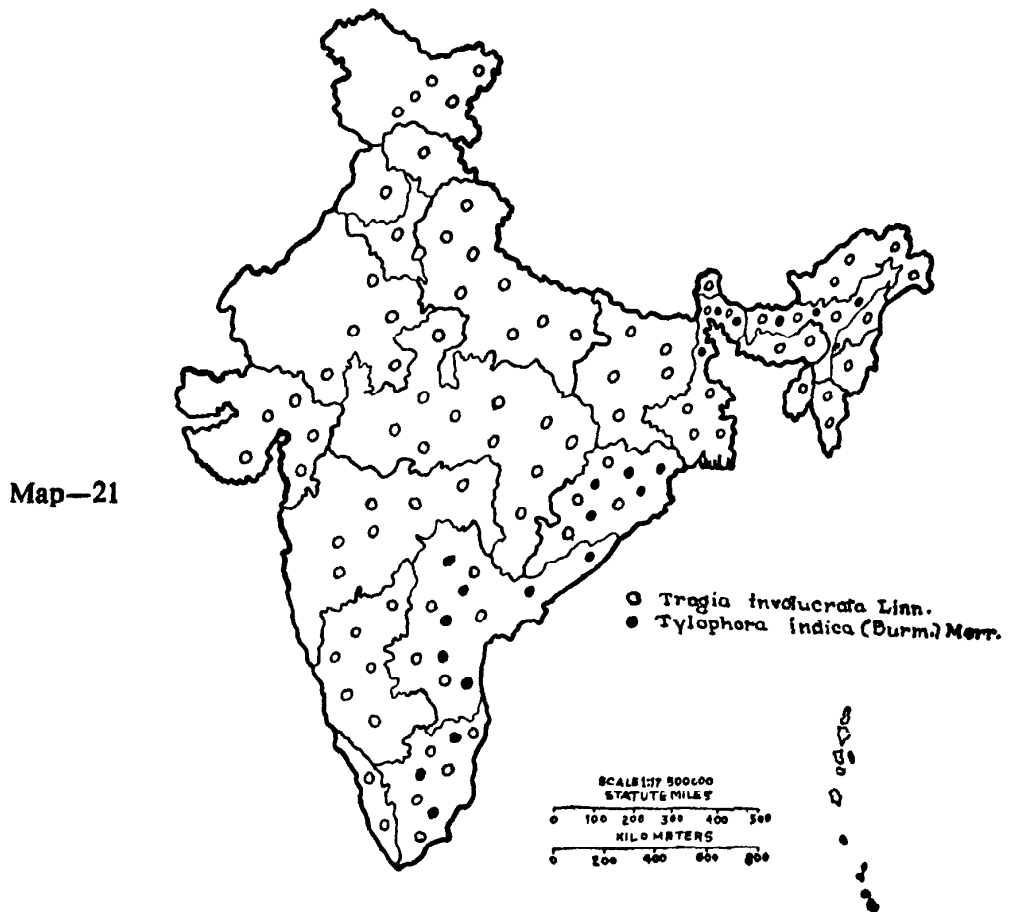 Map—21
○ Tragia involucrata Linn.
● Tylophora indica (Burm.) Merr.
SCALE 1:17 500000
STATUTE MILES
0 100 200 300 400 500
KILOMETERS
0 200 400 600 800